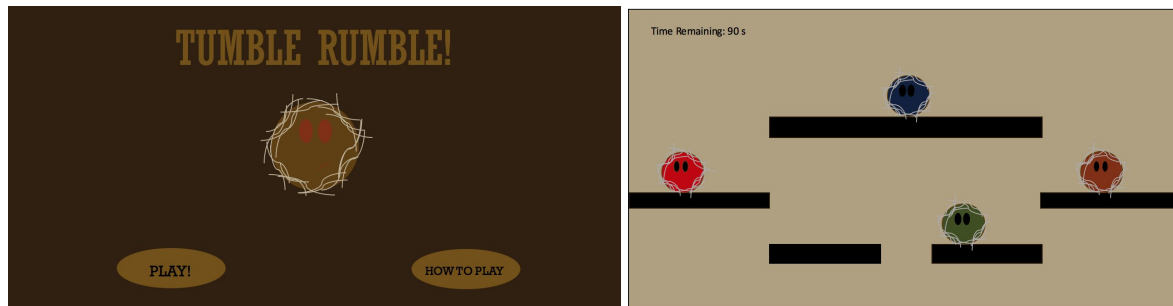 TUMBLE RUMBLE!
PLAY!
HOW TO PLAY
Time Remaining: 90 s